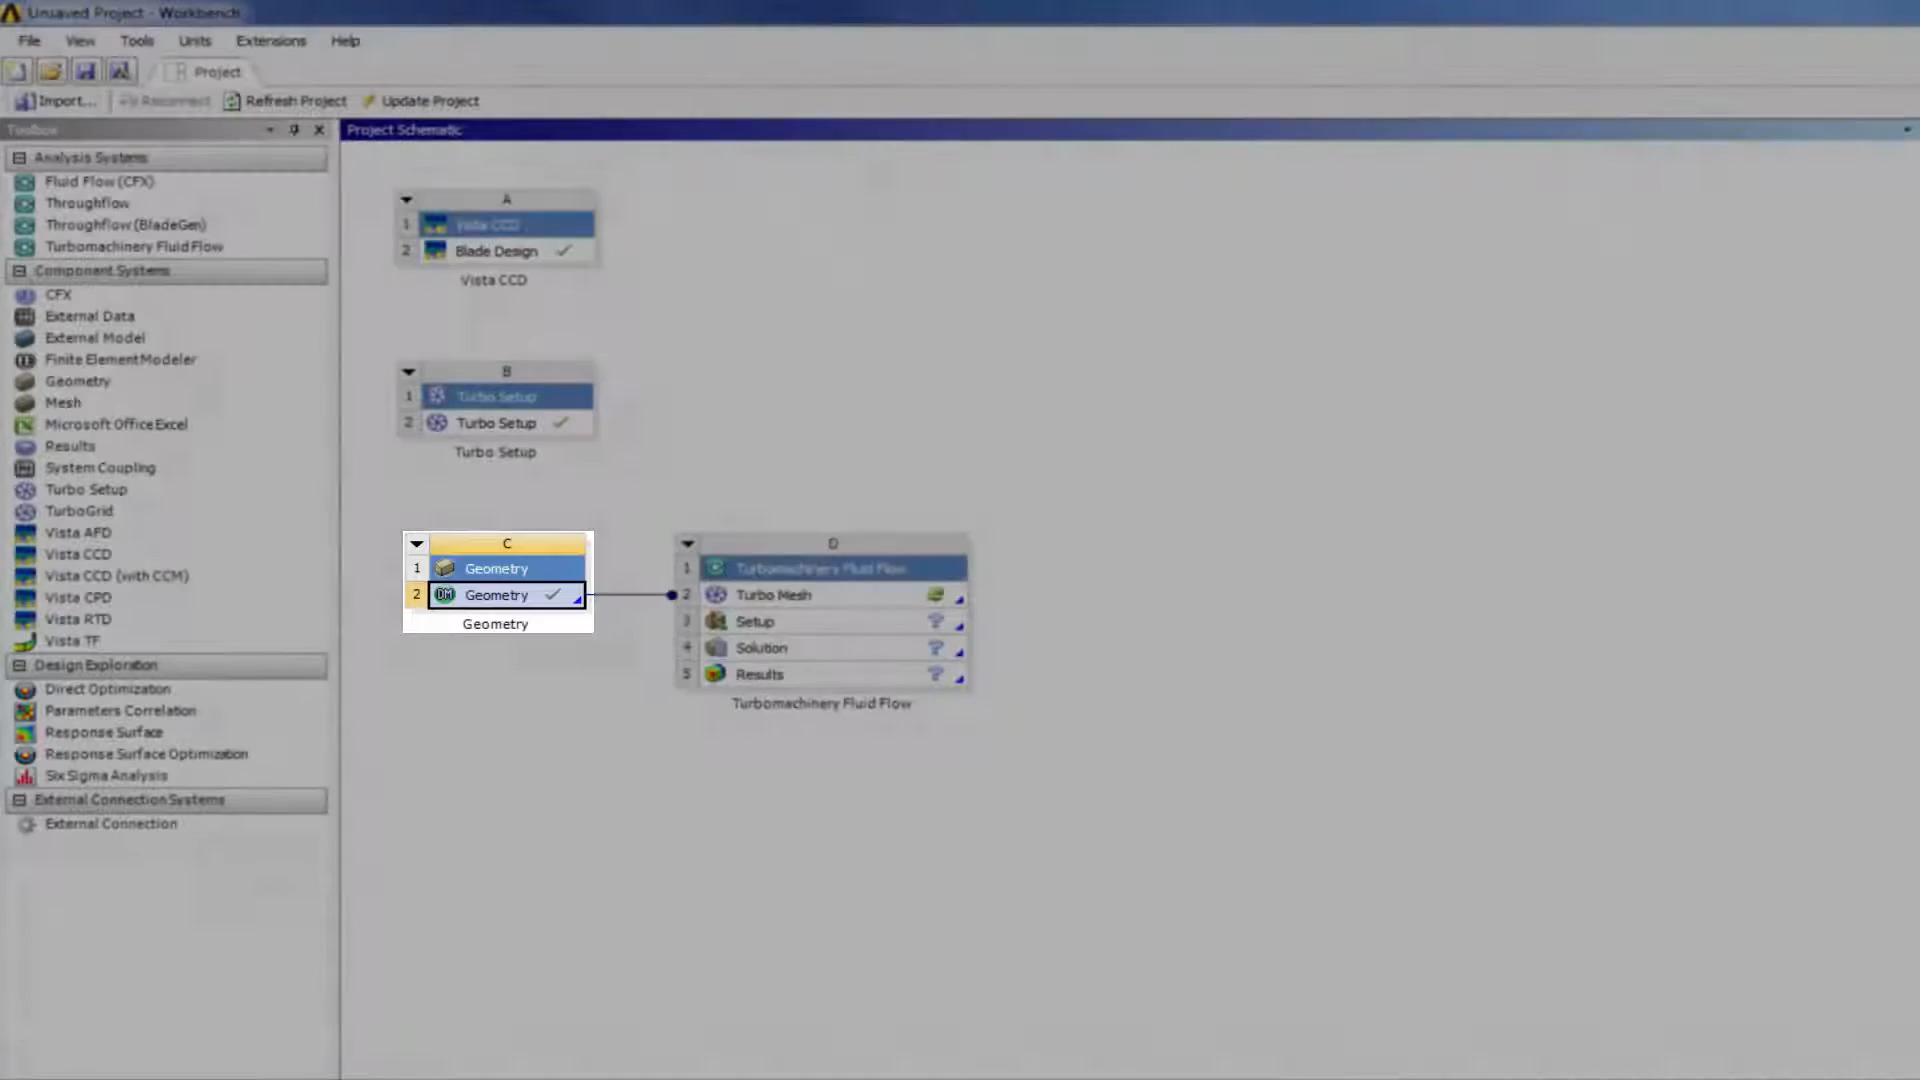 Unsaved Project - Workbench
File View Tools Units Extensions Help
Project
Import... Reconnect Refresh Project Update Project
Toolbox
Project Schematic
Analysis Systems
Fluid Flow (CFX)
Throughflow
Throughflow (BladeGen)
Turbomachinery Fluid Flow
Component Systems
CFX
External Data
External Model
Finite Element Modeler
Geometry
Mesh
Microsoft Office Excel
Results
System Coupling
Turbo Setup
TurboGrid
Vista AFD
Vista CCD
Vista CCD (with CCM)
Vista CPD
Vista RTD
Vista TF
Design Exploration
Direct Optimization
Parameters Correlation
Response Surface
Response Surface Optimization
Six Sigma Analysis
External Connection Systems
External Connection
A
1 Vista CCD
2 Blade Design
Vista CCD
B
1 Turbo Setup
2 Turbo Setup
Turbo Setup
C
1 Geometry
2 DM Geometry
Geometry
D
1 Turbomachinery Fluid Flow
2 Turbo Mesh
3 Setup
4 Solution
5 Results
Turbomachinery Fluid Flow